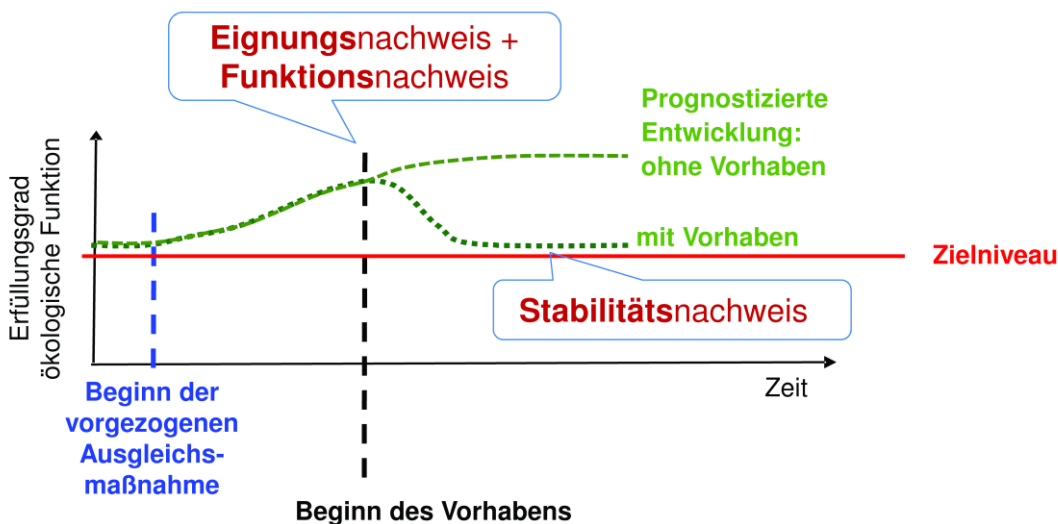 Eignungsnachweis +
Funktionsnachweis
Prognostizierte
Entwicklung:
ohne Vorhaben
mit Vorhaben
Zielniveau
Stabilitätsnachweis
Erfüllungsgrad
ökologische Funktion
Zeit
Beginn der
vorgezogenen
Ausgleichs-
maßnahme
Beginn des Vorhabens